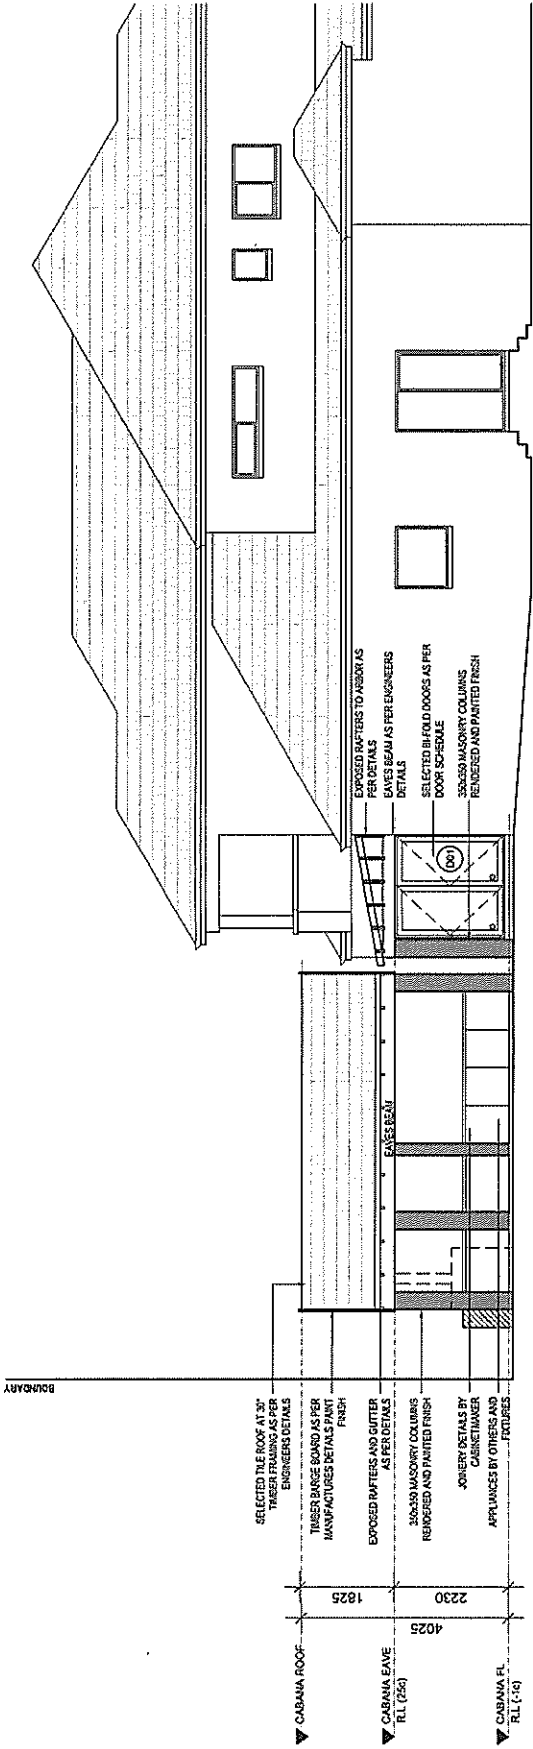 BOUNDARY
SELECTED TILE ROOF AT 30°
TIMBER FRAMING AS PER
ENGINEERS DETAILS
TIMBER BARGE BOARD AS PER
MANUFACTURES DETAILS PAINT
FINISH
EXPOSED RAFTERS AND GUTTER
AS PER DETAILS
350x350 MASONRY COLUMNS
RENDERED AND PAINTED FINISH
JOINERY DETAILS BY
CABINETMAKER
APPLIANCES BY OTHERS AND
FIXTURES
CABANA ROOF
CABANA EAVE
R.L (25c)
CABANA FL
R.L (-1c)
1825
2230
4025
EAVES BEAM
EXPOSED RAFTERS TO ARBOR AS
PER DETAILS
EAVES BEAM AS PER ENGINEERS
DETAILS
SELECTED BI-FOLD DOORS AS PER
DOOR SCHEDULE
350x350 MASONRY COLUMNS
RENDERED AND PAINTED FINISH
D01